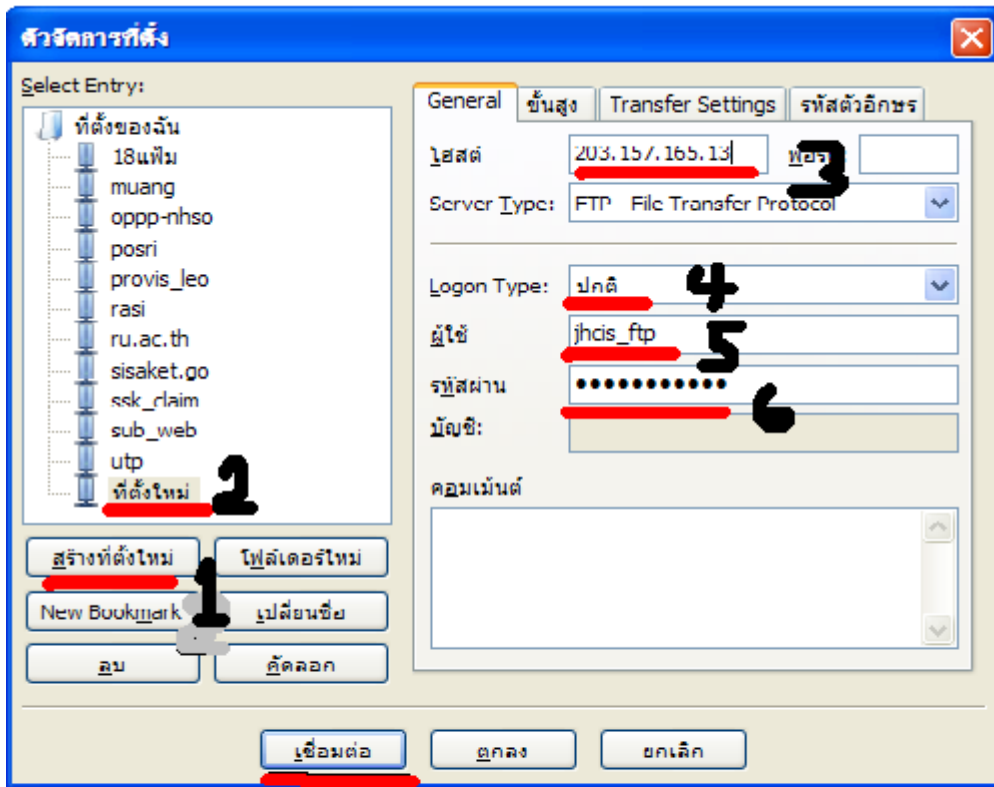 ตัวจัดการที่ตั้ง
Select Entry:
ที่ตั้งของฉัน
18แฟ้ม
muang
oppp-nhso
posri
provis_leo
rasi
ru.ac.th
sisaket.go
ssk_claim
sub_web
utp
ที่ตั้งใหม่ 2
สร้างที่ตั้งใหม่ โฟล์เดอร์ใหม่
1
New Bookmark เปลี่ยนชื่อ
ลบ คัดลอก
General ขั้นสูง Transfer Settings รหัสตัวอักษร
โฮสต์ 203.157.165.13 3
Server Type: FTP - File Transfer Protocol
Logon Type: ปกติ 4
ผู้ใช้ jhcis_ftp 5
รหัสผ่าน ••••••••••• 6
บัญชี:
คอมเม้นต์
เชื่อมต่อ ตกลง ยกเลิก